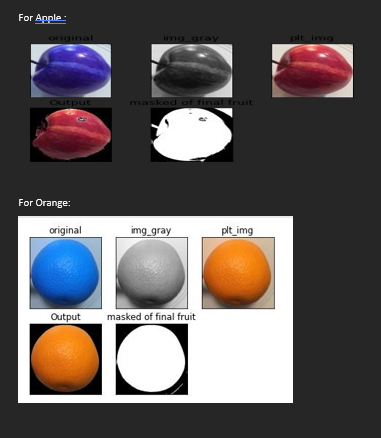 For Apple :
original img_gray plt_img
Output masked of final fruit
For Orange:
original img_gray plt_img
Output masked of final fruit